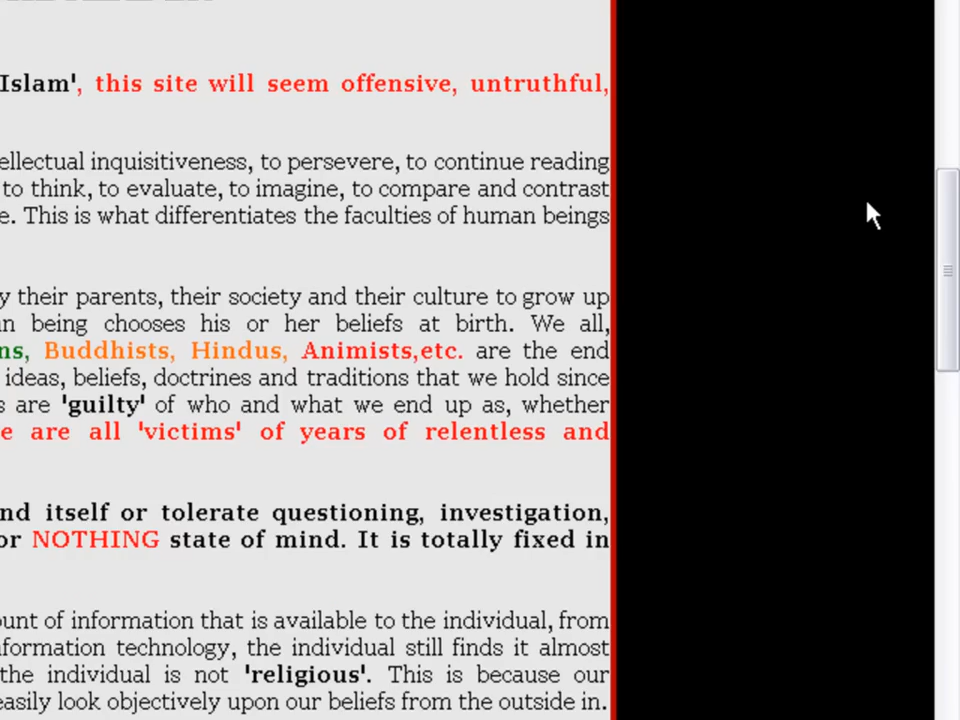 Islam', this site will seem offensive, untruthful,
ellectual inquisitiveness, to persevere, to continue reading
to think, to evaluate, to imagine, to compare and contrast
e. This is what differentiates the faculties of human beings
y their parents, their society and their culture to grow up
n being chooses his or her beliefs at birth. We all,
ns, Buddhists, Hindus, Animists,etc. are the end
ideas, beliefs, doctrines and traditions that we hold since
s are 'guilty' of who and what we end up as, whether
e are all 'victims' of years of relentless and
nd itself or tolerate questioning, investigation,
or NOTHING state of mind. It is totally fixed in
ount of information that is available to the individual, from
nformation technology, the individual still finds it almost
the individual is not 'religious'. This is because our
easily look objectively upon our beliefs from the outside in.